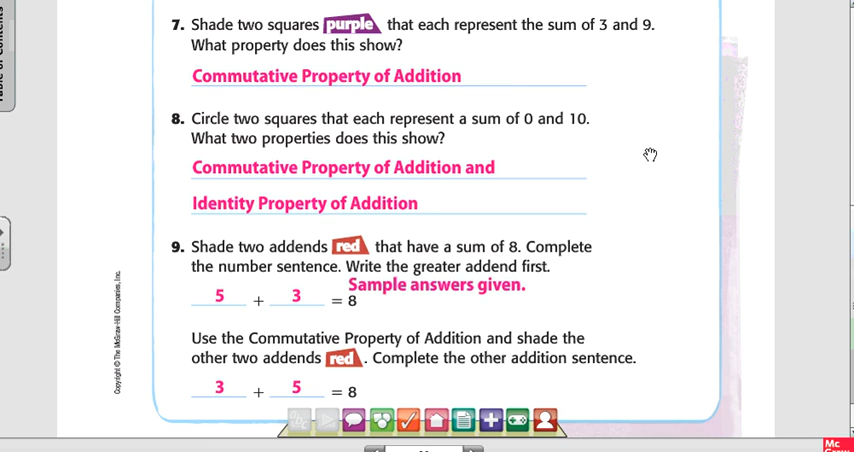 Table of Contents
7. Shade two squares purple that each represent the sum of 3 and 9.
What property does this show?
Commutative Property of Addition
8. Circle two squares that each represent a sum of 0 and 10.
What two properties does this show?
Commutative Property of Addition and
Identity Property of Addition
9. Shade two addends red that have a sum of 8. Complete
the number sentence. Write the greater addend first.
Sample answers given.
5 + 3 = 8
Use the Commutative Property of Addition and shade the
other two addends red. Complete the other addition sentence.
3 + 5 = 8
Copyright © The McGraw-Hill Companies, Inc.
Mc